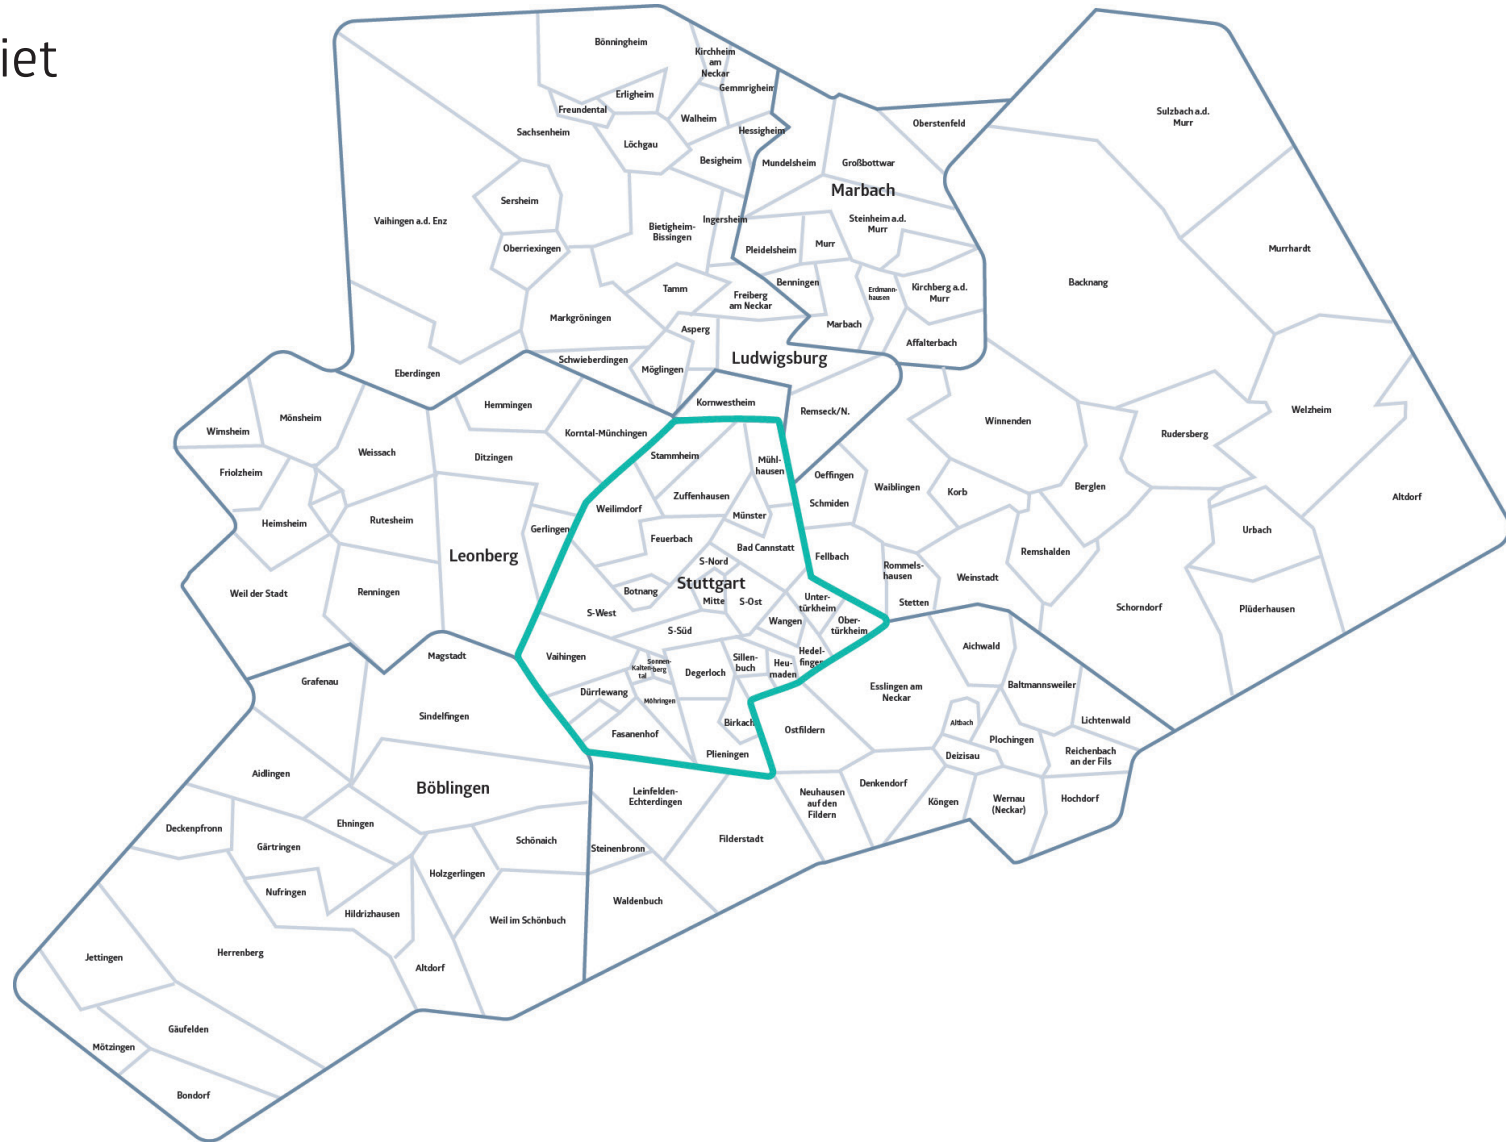 iet
Bönningheim
Kirchheim
am
Neckar
Gemmrigheim
Erligheim
Freundental
Walheim
Sachsenheim
Löchgau
Hessigheim
Besigheim
Mundelsheim
Großbottwar
Oberstenfeld
Sulzbach a.d.
Murr
Marbach
Sersheim
Vaihingen a.d. Enz
Oberriexingen
Bietigheim-
Bissingen
Ingersheim
Steinheim a.d.
Murr
Pleidelsheim
Murr
Murrhardt
Backnang
Tamm
Freiberg
am Neckar
Benningen
Erdmann-
hausen
Kirchberg a.d.
Murr
Markgröningen
Asperg
Marbach
Affalterbach
Schwieberdingen
Möglingen
Ludwigsburg
Eberdingen
Hemmingen
Kornwestheim
Remseck/N.
Welzheim
Winnenden
Rudersberg
Mönsheim
Wimsheim
Korntal-Münchingen
Weissach
Ditzingen
Stammheim
Mühl-
hausen
Friolzheim
Oeffingen
Waiblingen
Korb
Berglen
Altdorf
Zuffenhausen
Schmiden
Weilimdorf
Münster
Heimsheim
Rutesheim
Gerlingen
Feuerbach
Urbach
Bad Cannstatt
Fellbach
Remshalden
Leonberg
S-Nord
Rommels-
hausen
Weinstadt
Stuttgart
Weil der Stadt
Renningen
Botnang
Mitte
S-Ost
Unter-
türkheim
Stetten
Schorndorf
Plüderhausen
S-West
Wangen
Ober-
türkheim
S-Süd
Magstadt
Vaihingen
Kalten-
tal
Sonnen-
berg
Degerloch
Sillen-
buch
Heu-
maden
Hedel-
fingen
Aichwald
Grafenau
Dürrlewang
Möhringen
Esslingen am
Neckar
Baltmannsweiler
Sindelfingen
Birkach
Altbach
Lichtenwald
Fasanenhof
Ostfildern
Plochingen
Plieningen
Deizisau
Reichenbach
an der Fils
Aidlingen
Böblingen
Leinfelden-
Echterdingen
Neuhausen
auf den
Fildern
Denkendorf
Köngen
Wernau
(Neckar)
Hochdorf
Deckenpfronn
Ehningen
Schönaich
Filderstadt
Gärtringen
Steinenbronn
Holzgerlingen
Nufringen
Waldenbuch
Hildrizhausen
Weil im Schönbuch
Herrenberg
Jettingen
Altdorf
Gäufelden
Mötzingen
Bondorf